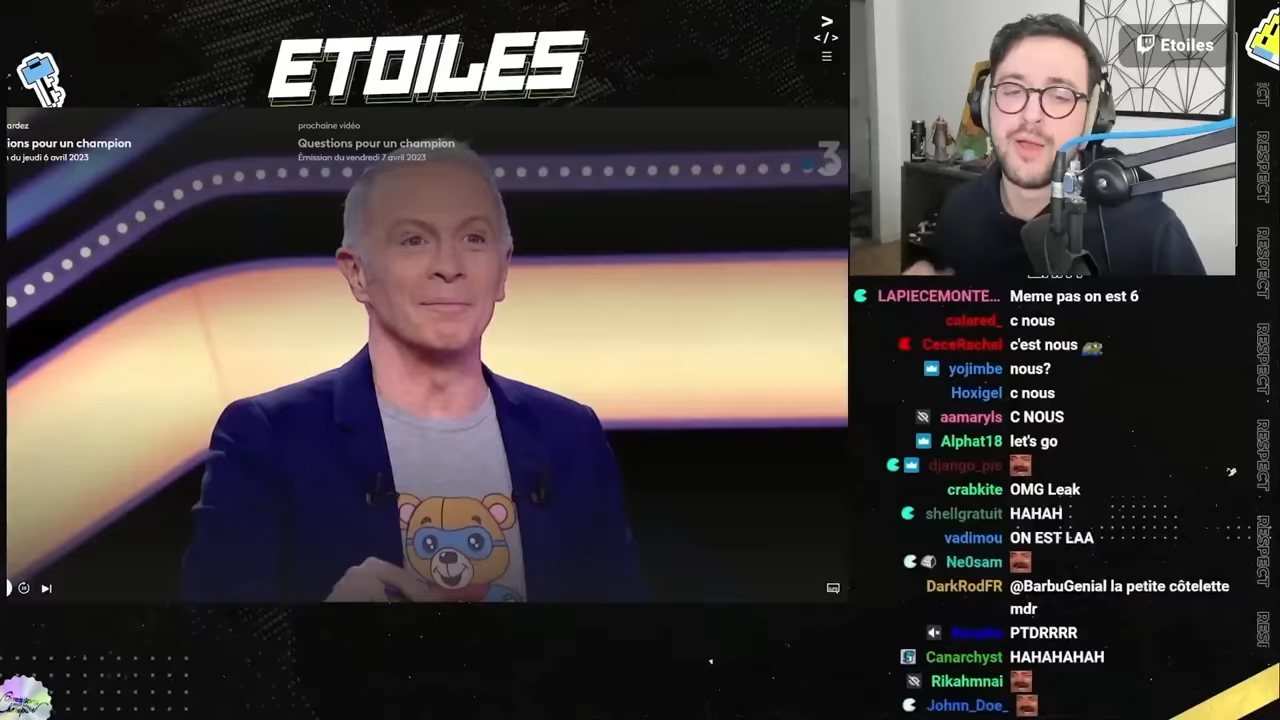 ETOILES
>
</>
Etoiles
ardez
ions pour un champion
n du jeudi 6 avril 2023
prochaine vidéo
Questions pour un champion
Émission du vendredi 7 avril 2023
3
LAPIECEMONTE... Meme pas on est 6
calared_ c nous
CeceRachel c'est nous
yojimbe nous?
Hoxigel c nous
aamaryls C NOUS
Alphat18 let's go
django_pie
crabkite OMG Leak
shellgratuit HAHAH
vadimou ON EST LAA
Ne0sam
DarkRodFR @BarbuGenial la petite côtelette
mdr
PTDRRRR
Canarchyst HAHAHAHAH
Rikahmnai
Johnn_Doe_
RESPECT
RESPECT
RESPECT
RESPECT
RESPECT